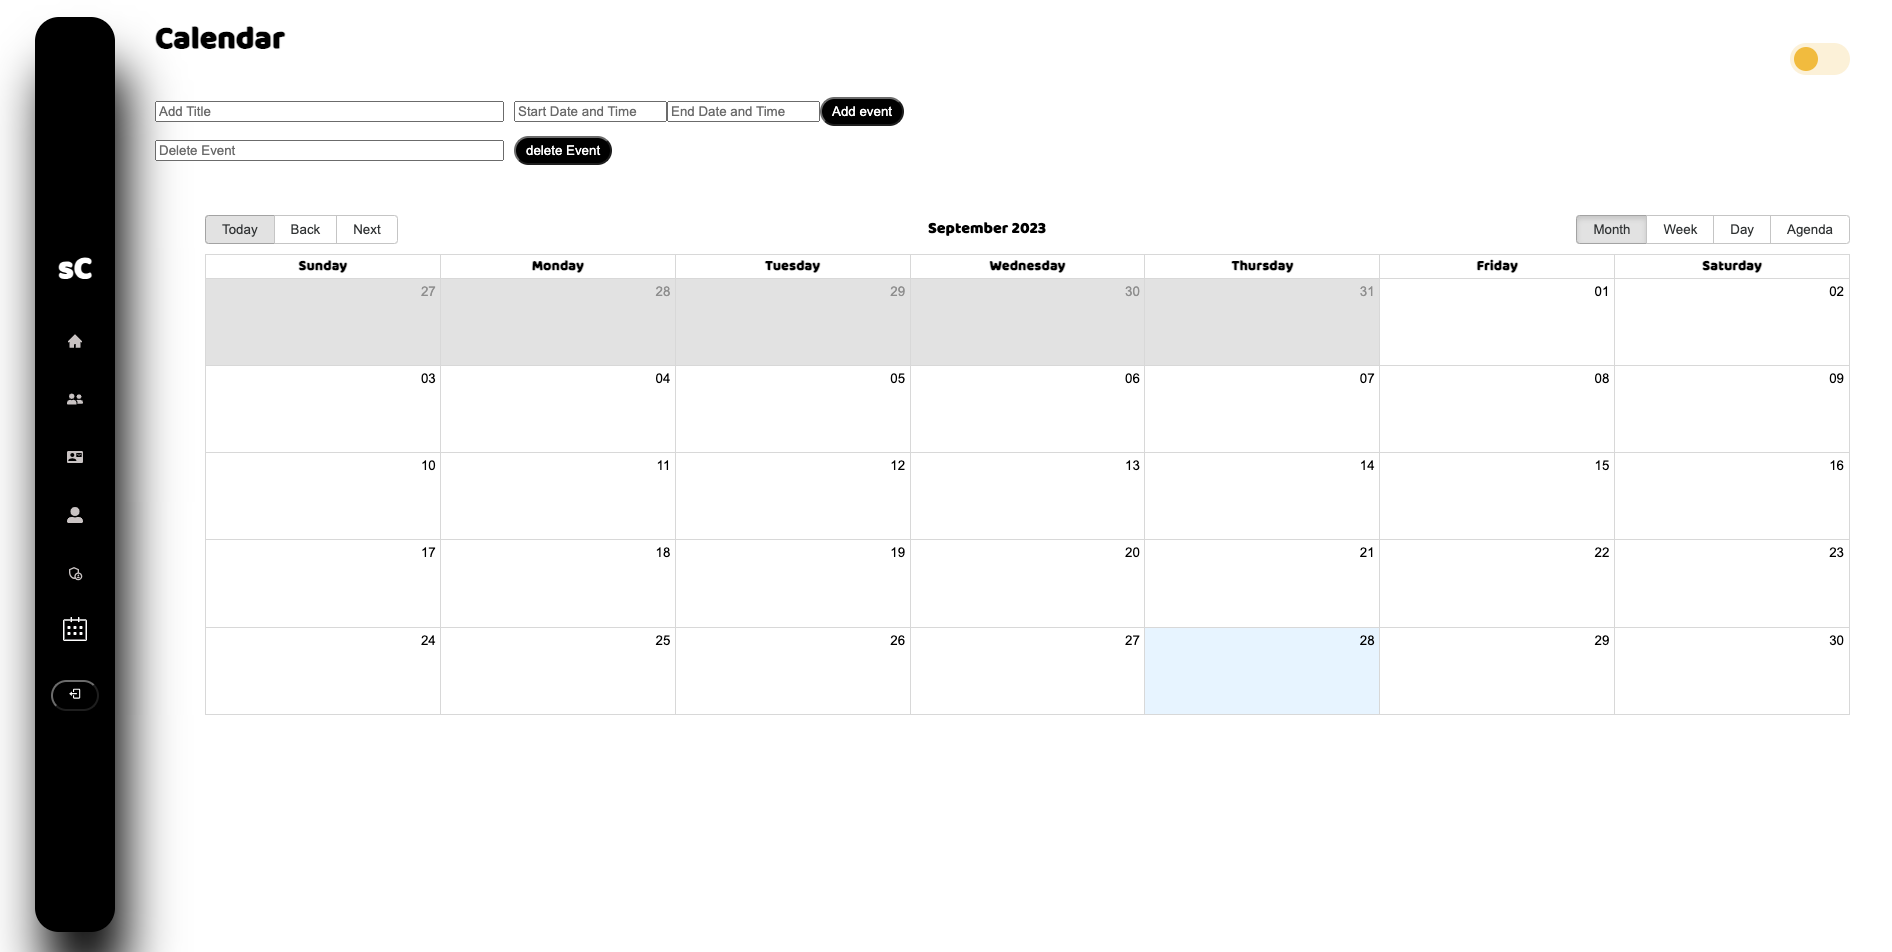 Calendar
Add Title Start Date and Time End Date and Time Add event
Delete Event delete Event
Today Back Next September 2023 Month Week Day Agenda
sC
Sunday Monday Tuesday Wednesday Thursday Friday Saturday
27 28 29 30 31 01 02
03 04 05 06 07 08 09
10 11 12 13 14 15 16
17 18 19 20 21 22 23
24 25 26 27 28 29 30